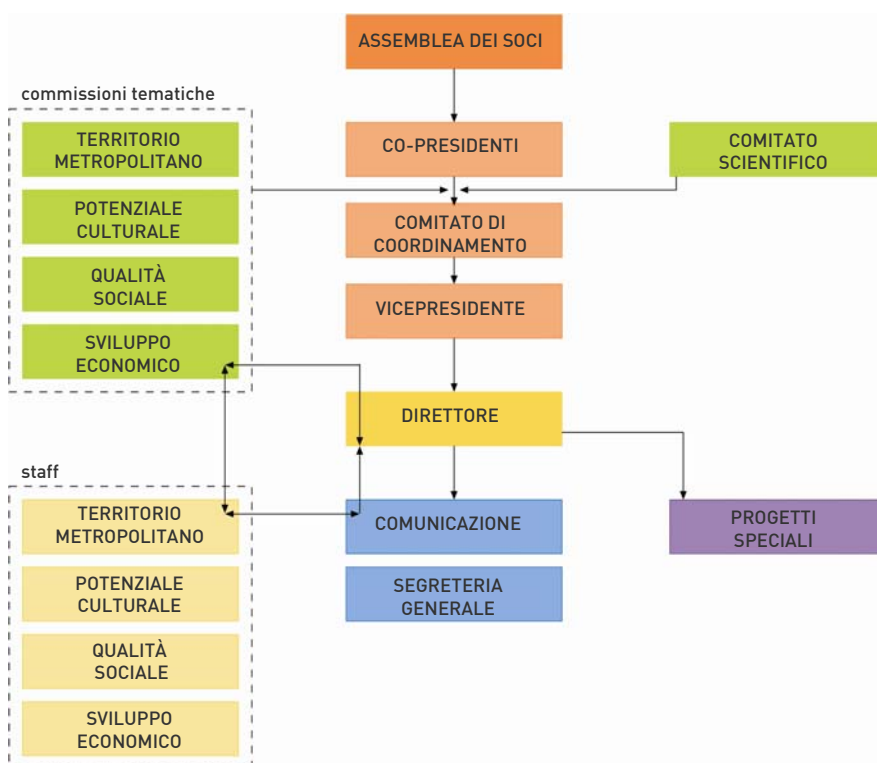 ASSEMBLEA DEI SOCI
commissioni tematiche
TERRITORIO
METROPOLITANO
POTENZIALE
CULTURALE
QUALITÀ
SOCIALE
SVILUPPO
ECONOMICO
CO-PRESIDENTI
COMITATO
SCIENTIFICO
COMITATO DI
COORDINAMENTO
VICEPRESIDENTE
DIRETTORE
staff
TERRITORIO
METROPOLITANO
POTENZIALE
CULTURALE
QUALITÀ
SOCIALE
SVILUPPO
ECONOMICO
COMUNICAZIONE
SEGRETERIA
GENERALE
PROGETTI
SPECIALI